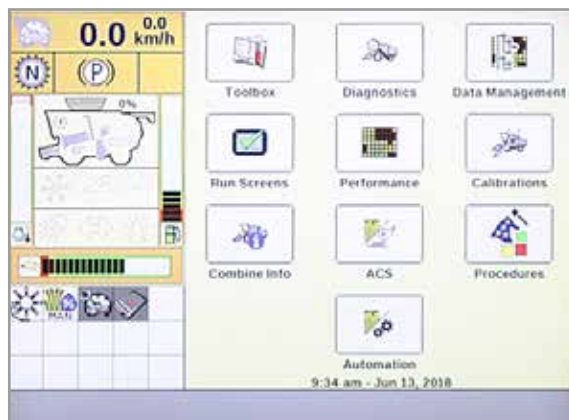 0.0 0.0 km/h
N (P)
0%
MAN
Toolbox Diagnostics Data Management
Run Screens Performance Calibrations
Combine Info ACS Procedures
Automation
9:34 am - Jun 13, 2018